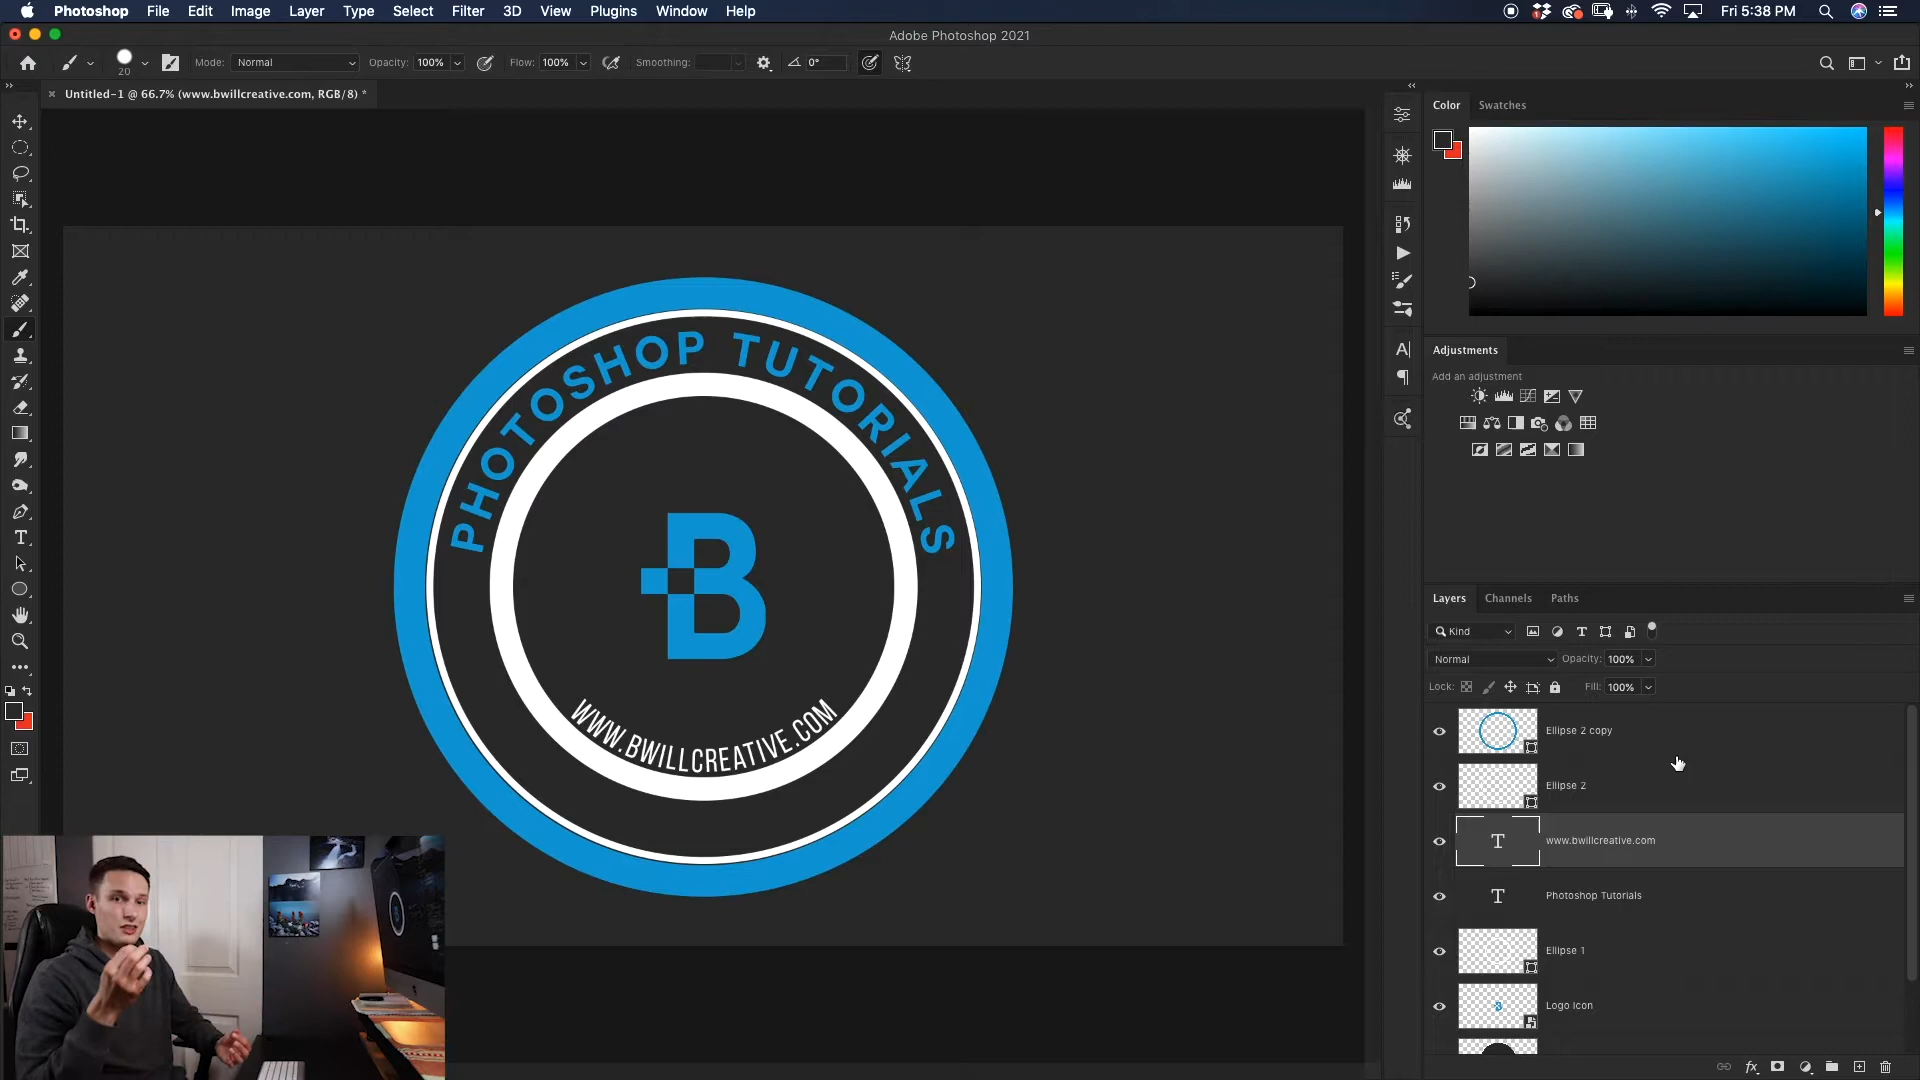 Photoshop File Edit Image Layer Type Select Filter 3D View Plugins Window Help Fri 5:38 PM
Adobe Photoshop 2021
20 Mode: Normal Opacity: 100% Flow: 100% Smoothing: 0°
Untitled-1 @ 66.7% (www.bwillcreative.com, RGB/8) *
Color Swatches
PHOTOSHOP TUTORIALS
B
WWW.BWILLCREATIVE.COM
Adjustments
Add an adjustment
Layers Channels Paths
Kind
Normal Opacity: 100%
Lock: Fill: 100%
Ellipse 2 copy
Ellipse 2
www.bwillcreative.com
Photoshop Tutorials
Ellipse 1
Logo Icon